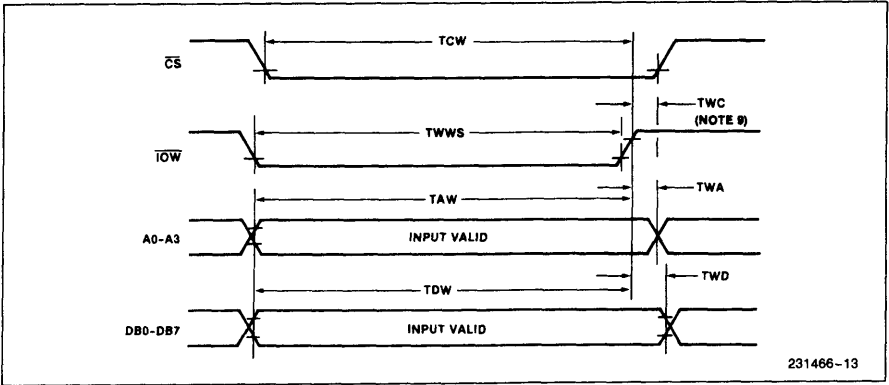 TCW
CS
TWC
(NOTE 9)
TWWS
IOW
TWA
TAW
A0-A3
INPUT VALID
TWD
TDW
DB0-DB7
INPUT VALID
231466-13